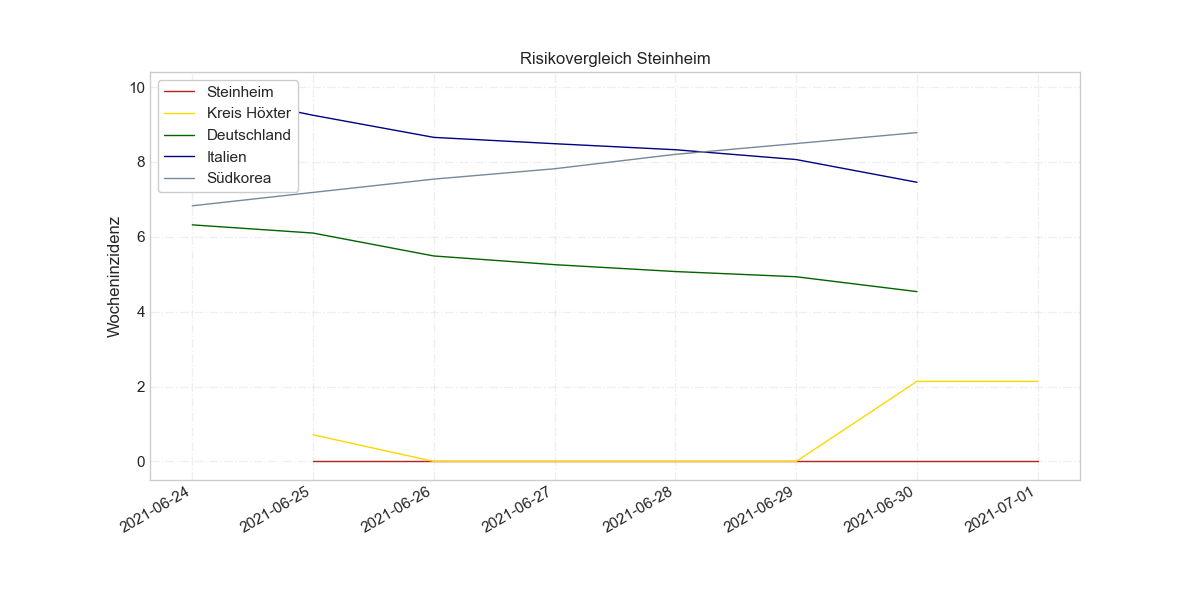 Risikovergleich Steinheim
Steinheim
Kreis Höxter
Deutschland
Italien
Südkorea
Wocheninzidenz
10
8
6
4
2
0
2021-06-24
2021-06-25
2021-06-26
2021-06-27
2021-06-28
2021-06-29
2021-06-30
2021-07-01